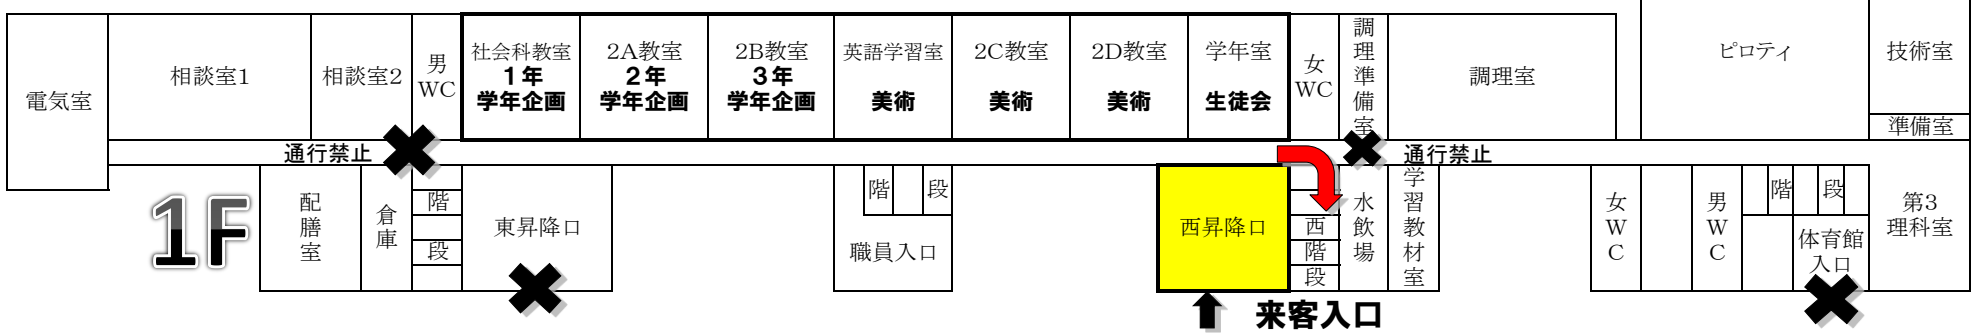 電気室
相談室1
相談室2
男
WC
社会科教室
1年
学年企画
2A教室
2年
学年企画
2B教室
3年
学年企画
英語学習室
美術
2C教室
美術
2D教室
美術
学年室
生徒会
女
WC
調理準備室
調理室
ピロティ
技術室
準備室
通行禁止
通行禁止
1F
配膳室
倉庫
階
段
東昇降口
階
段
職員入口
西昇降口
西
階
段
水飲場
学習教材室
女WC
男WC
階
段
体育館
入口
第3
理科室
来客入口